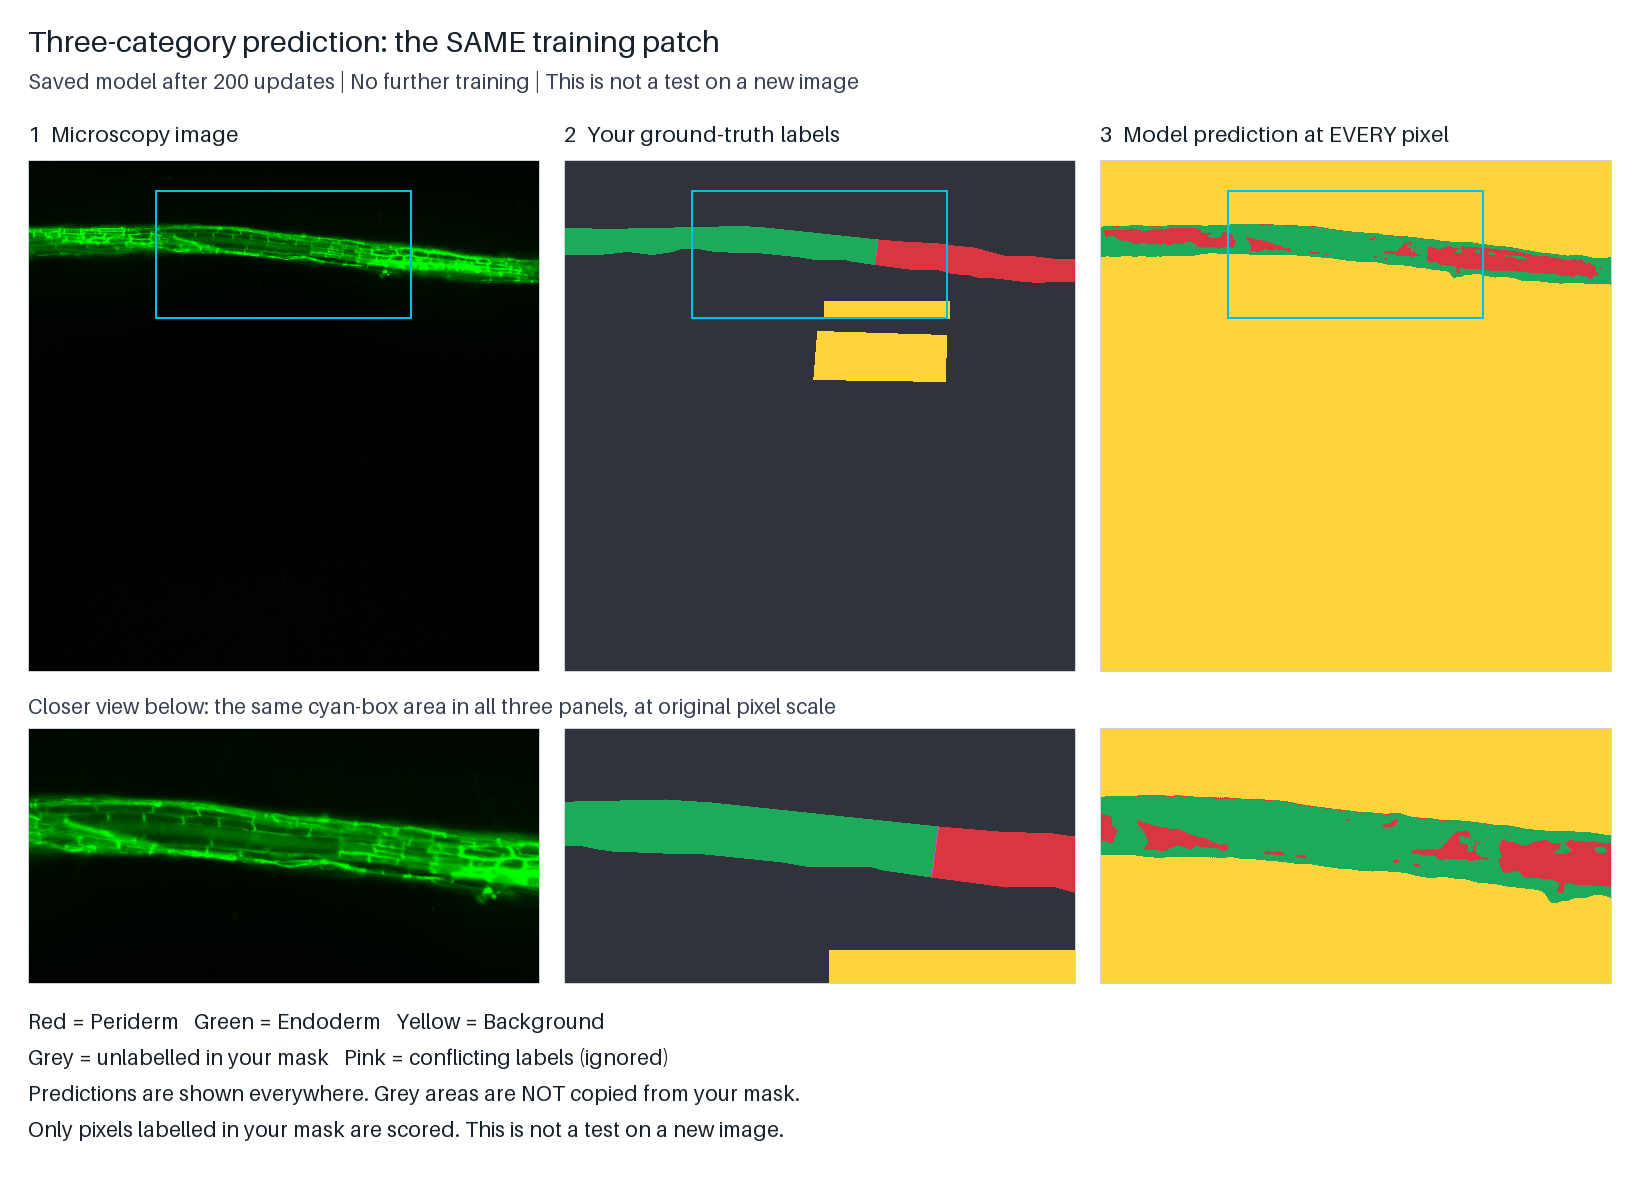 Three-category prediction: the SAME training patch
Saved model after 200 updates | No further training | This is not a test on a new image
1 Microscopy image
2 Your ground-truth labels
3 Model prediction at EVERY pixel
Closer view below: the same cyan-box area in all three panels, at original pixel scale
Red = Periderm Green = Endoderm Yellow = Background
Grey = unlabelled in your mask Pink = conflicting labels (ignored)
Predictions are shown everywhere. Grey areas are NOT copied from your mask.
Only pixels labelled in your mask are scored. This is not a test on a new image.